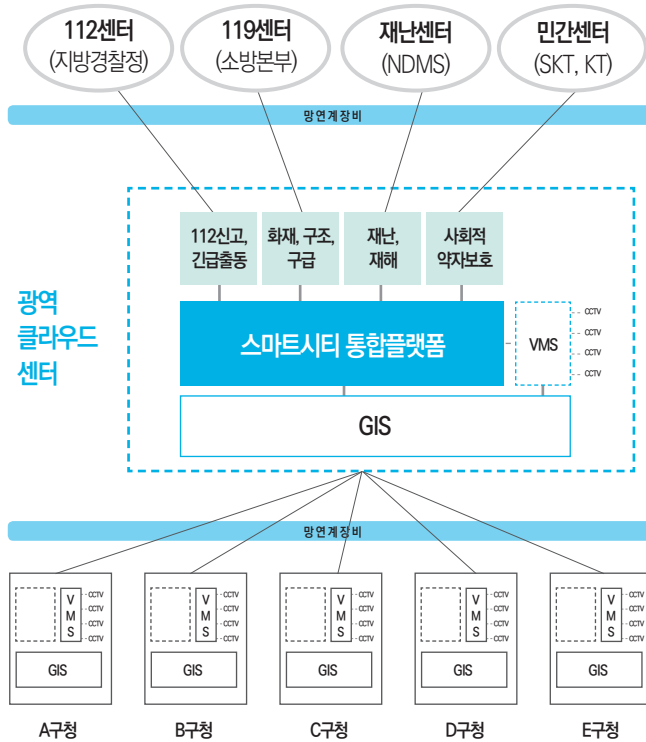 112센터
(지방경찰정)
119센터
(소방본부)
재난센터
(NDMS)
민간센터
(SKT, KT)
망연계장비
112신고,
긴급출동
화재, 구조,
구급
재난,
재해
사회적
약자보호
광역
클라우드
센터
스마트시티 통합플랫폼
VMS
CCTV
CCTV
CCTV
CCTV
GIS
망연계장비
V
M
S
CCTV
CCTV
CCTV
CCTV
GIS
V
M
S
CCTV
CCTV
CCTV
CCTV
GIS
V
M
S
CCTV
CCTV
CCTV
CCTV
GIS
V
M
S
CCTV
CCTV
CCTV
CCTV
GIS
V
M
S
CCTV
CCTV
CCTV
CCTV
GIS
A구청
B구청
C구청
D구청
E구청